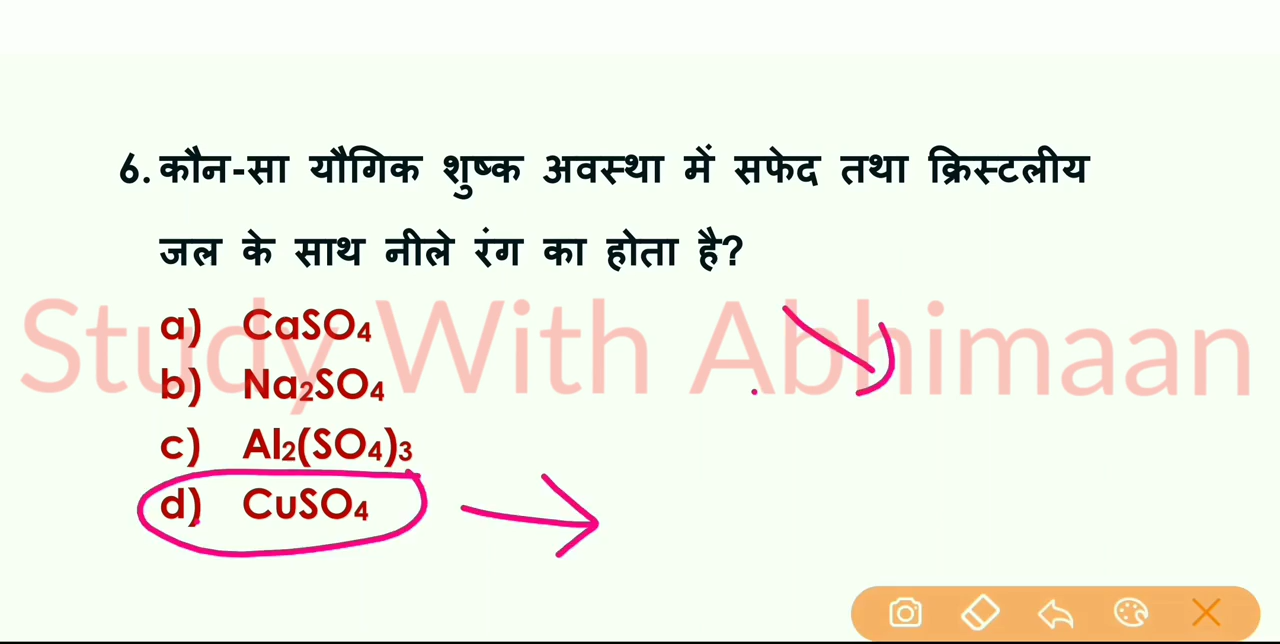 6. कौन-सा यौगिक शुष्क अवस्था में सफेद तथा क्रिस्टलीय
जल के साथ नीले रंग का होता है?
Study With Abhimaan
a) CaSO₄
b) Na₂SO₄
c) Al₂(SO₄)₃
d) CuSO₄